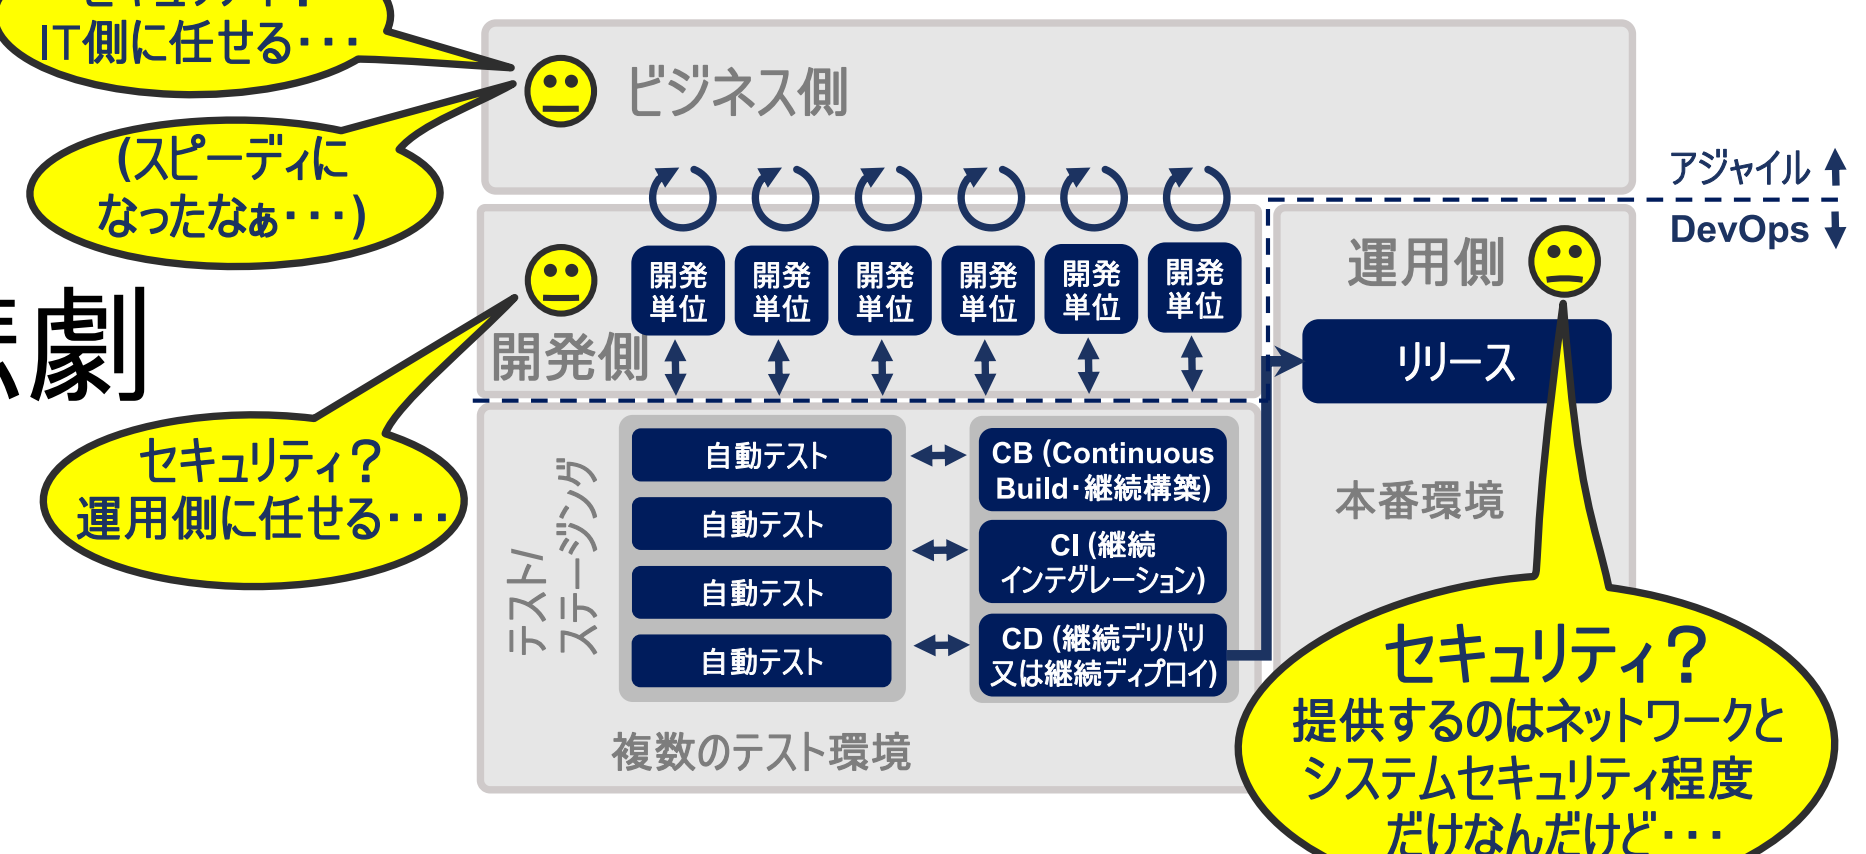 セキュリティ?
IT側に任せる・・・
ビジネス側
(スピーディに
なったなぁ・・・)
アジャイル
DevOps
開発
単位
開発
単位
開発
単位
開発
単位
開発
単位
開発
単位
運用側
劇
開発側
リリース
セキュリティ?
運用側に任せる・・・
テスト/
ステージング
自動テスト
自動テスト
自動テスト
自動テスト
CB (Continuous
Build・継続構築)
CI (継続
インテグレーション)
CD (継続デリバリ
又は継続ディプロイ)
本番環境
複数のテスト環境
セキュリティ?
提供するのはネットワークと
システムセキュリティ程度
だけなんだけど・・・